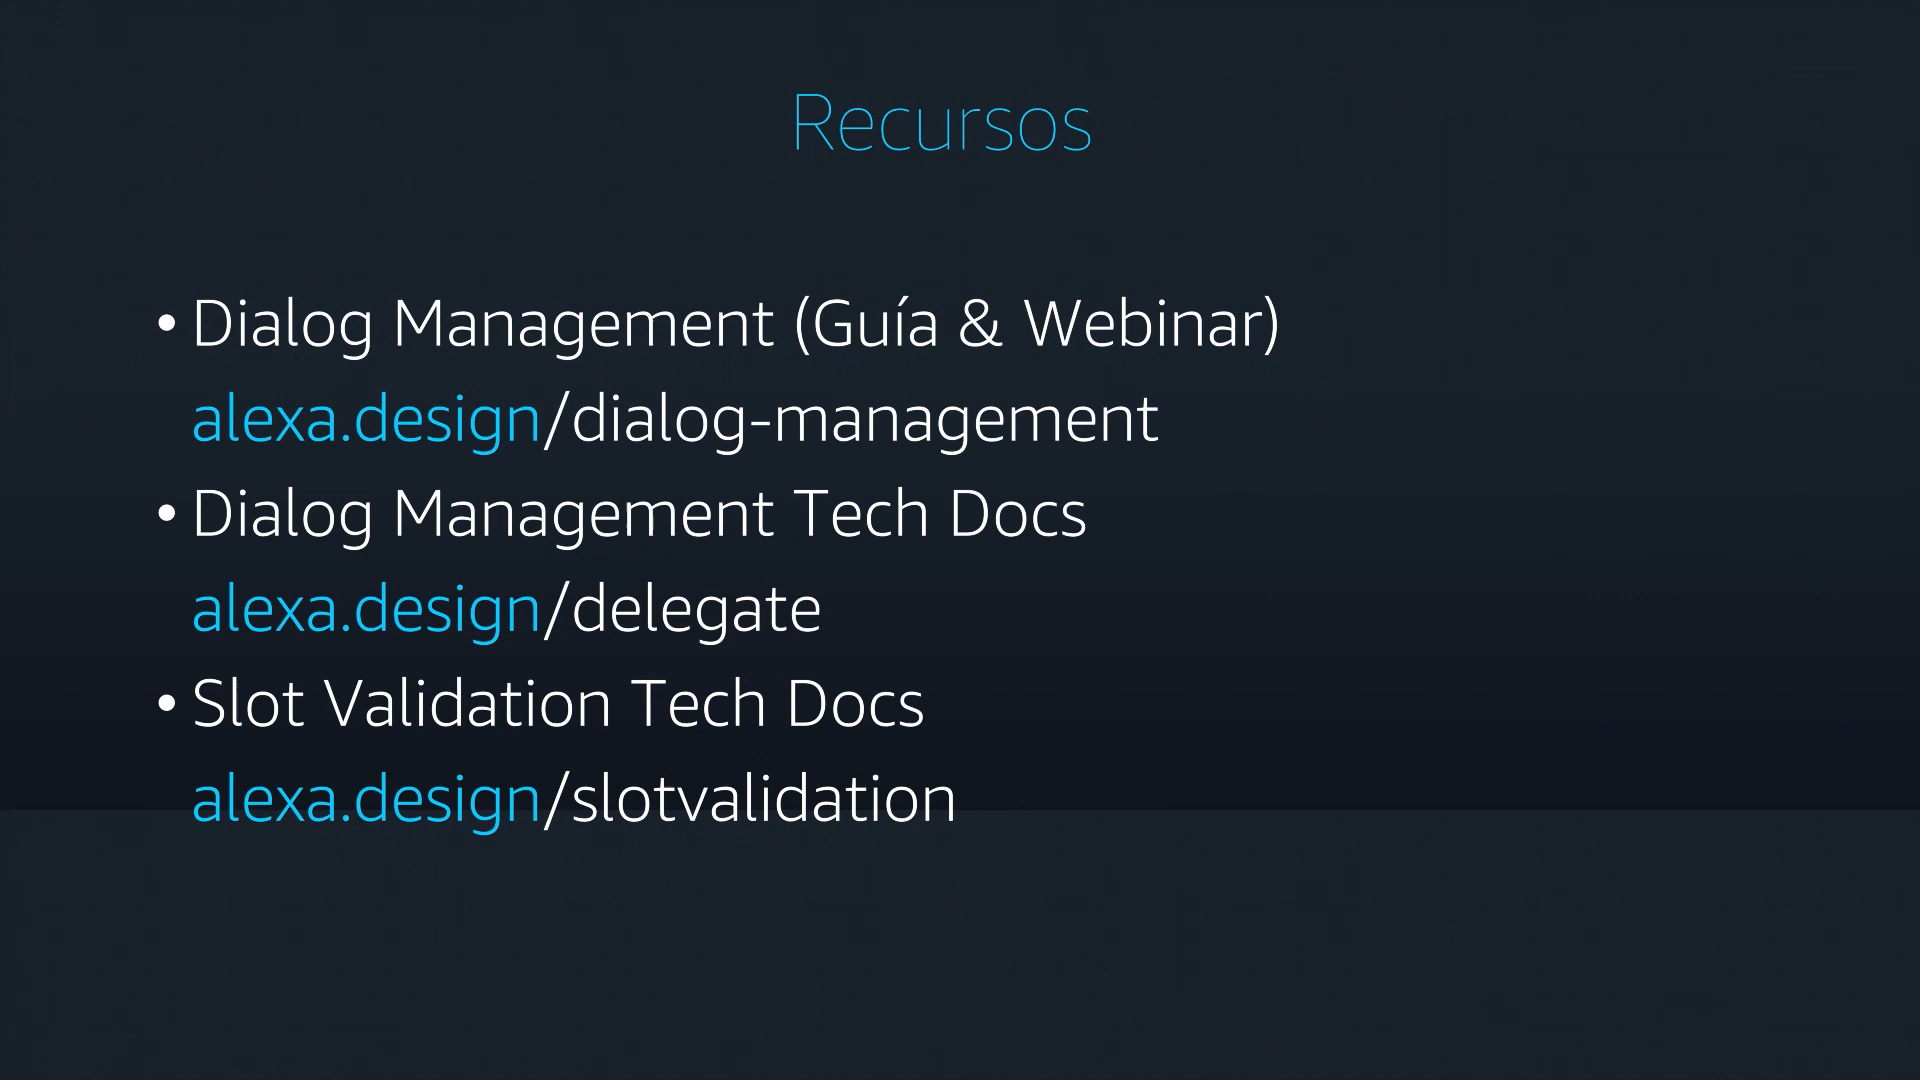 Recursos
• Dialog Management (Guía & Webinar)
alexa.design/dialog-management
• Dialog Management Tech Docs
alexa.design/delegate
• Slot Validation Tech Docs
alexa.design/slotvalidation